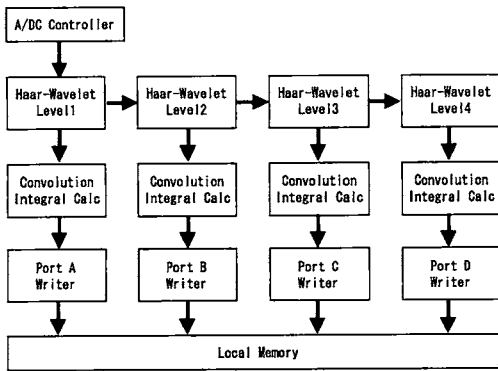 A/DC Controller
Haar-Wavelet
Level1
Haar-Wavelet
Level2
Haar-Wavelet
Level3
Haar-Wavelet
Level4
Convolution
Integral Calc
Convolution
Integral Calc
Convolution
Integral Calc
Convolution
Integral Calc
Port A
Writer
Port B
Writer
Port C
Writer
Port D
Writer
Local Memory